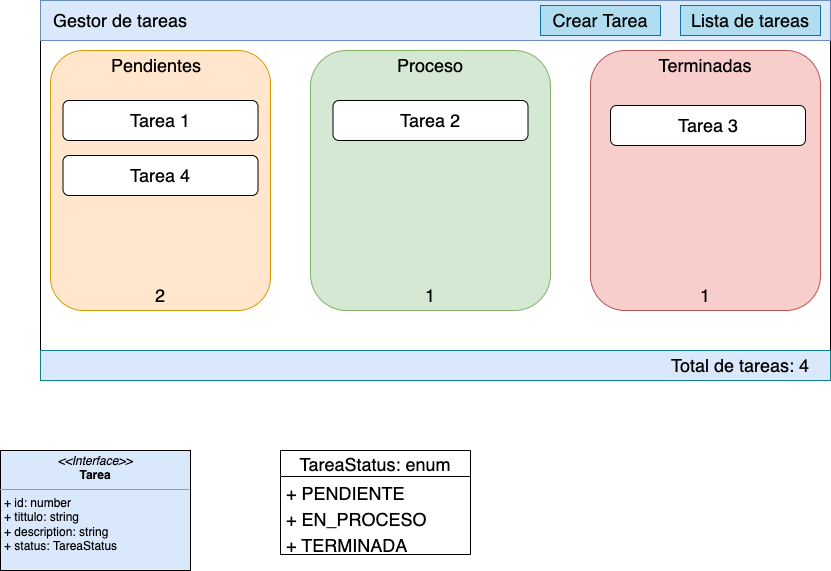 Gestor de tareas
Crear Tarea
Lista de tareas
Pendientes
Tarea 1
Tarea 4
2
Proceso
Tarea 2
1
Terminadas
Tarea 3
1
Total de tareas: 4
<<Interface>>
Tarea
+ id: number
+ tittulo: string
+ description: string
+ status: TareaStatus
TareaStatus: enum
+ PENDIENTE
+ EN_PROCESO
+ TERMINADA